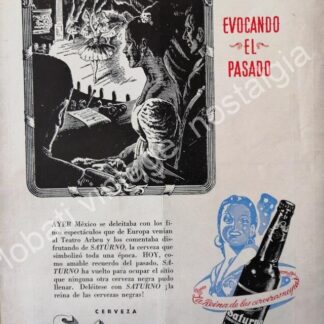 EVOCANDO
EL
PASADO
AYER México se deleitaba con los fi-
nos espectáculos que de Europa venían
al Teatro Arbeu y los comentaba dis-
frutando de SATURNO, la cerveza que
simbolizó toda una época. HOY, co-
mo amable recuerdo del pasado, SA-
TURNO ha vuelto para ocupar el sitio
que ninguna otra cerveza negra pudo
llenar. Deléitese con SATURNO ¡la
reina de las cervezas negras!
CERVEZA
Saturno
La Reina de las cervezas negras